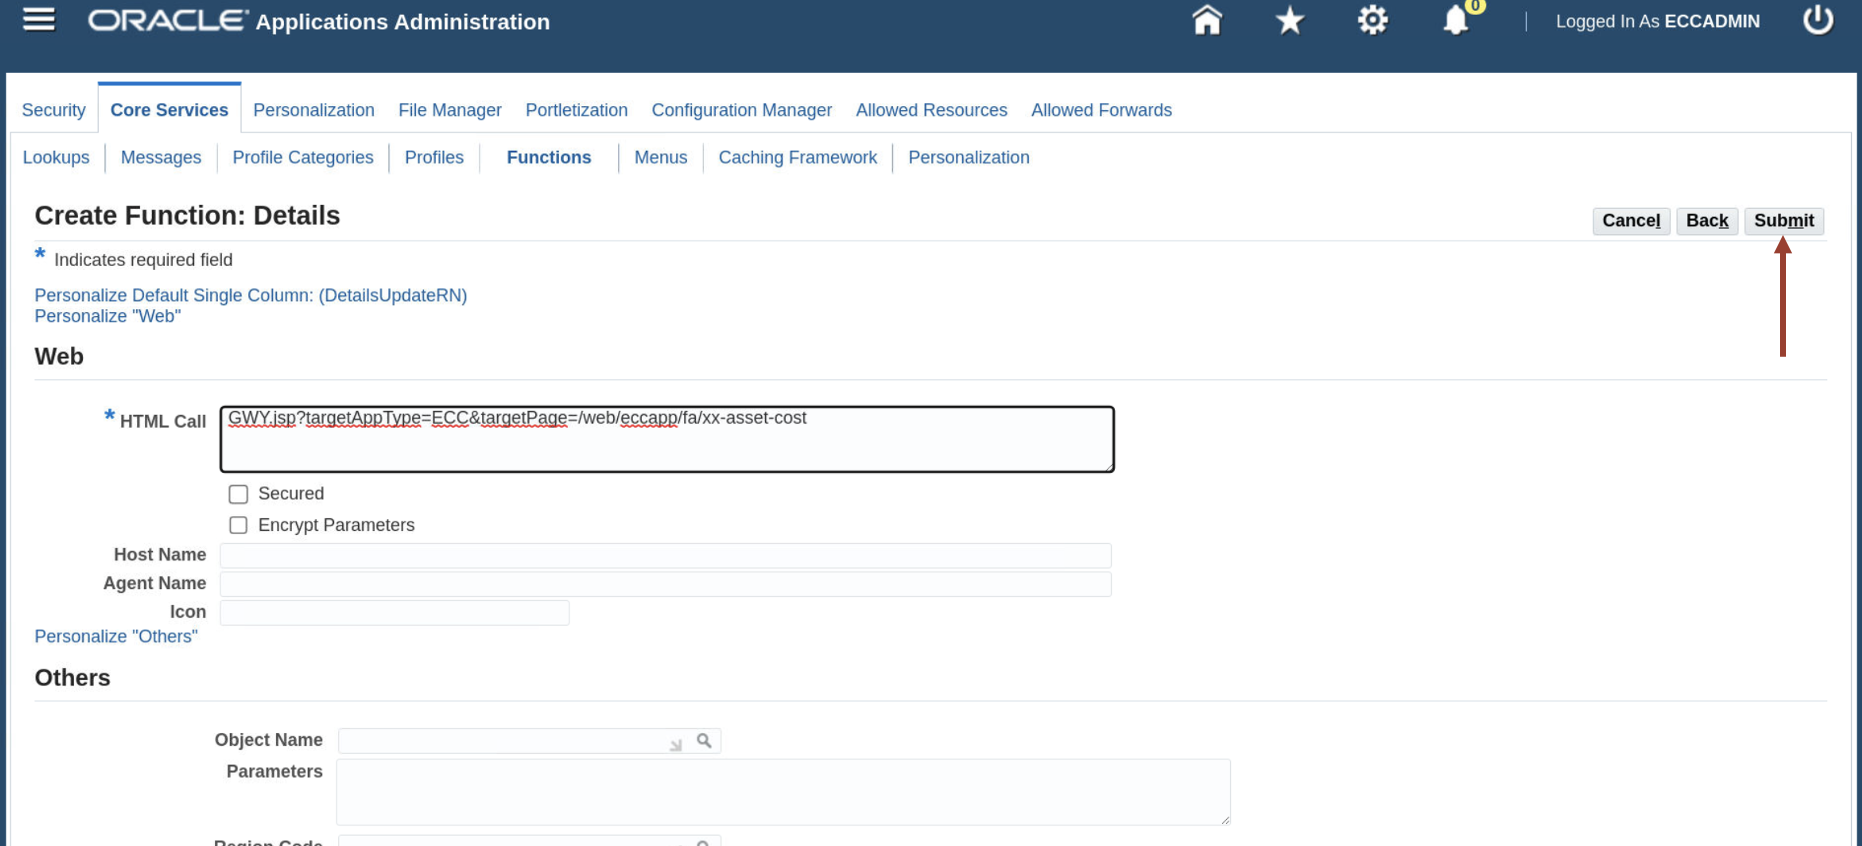 ORACLE® Applications Administration
0
Logged In As ECCADMIN
Security Core Services Personalization File Manager Portletization Configuration Manager Allowed Resources Allowed Forwards
Lookups Messages Profile Categories Profiles Functions Menus Caching Framework Personalization
Create Function: Details
Cancel Back Submit
* Indicates required field
Personalize Default Single Column: (DetailsUpdateRN)
Personalize "Web"
Web
* HTML Call GWY.jsp?targetAppType=ECC&targetPage=/web/eccapp/fa/xx-asset-cost
Secured
Encrypt Parameters
Host Name
Agent Name
Icon
Personalize "Others"
Others
Object Name
Parameters
Region Code